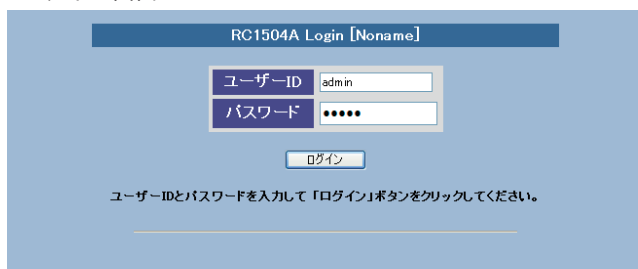 RC1504A Login [Noname]
ユーザーID admin
パスワード •••••
ログイン
ユーザーIDとパスワードを入力して「ログイン」ボタンをクリックしてください。